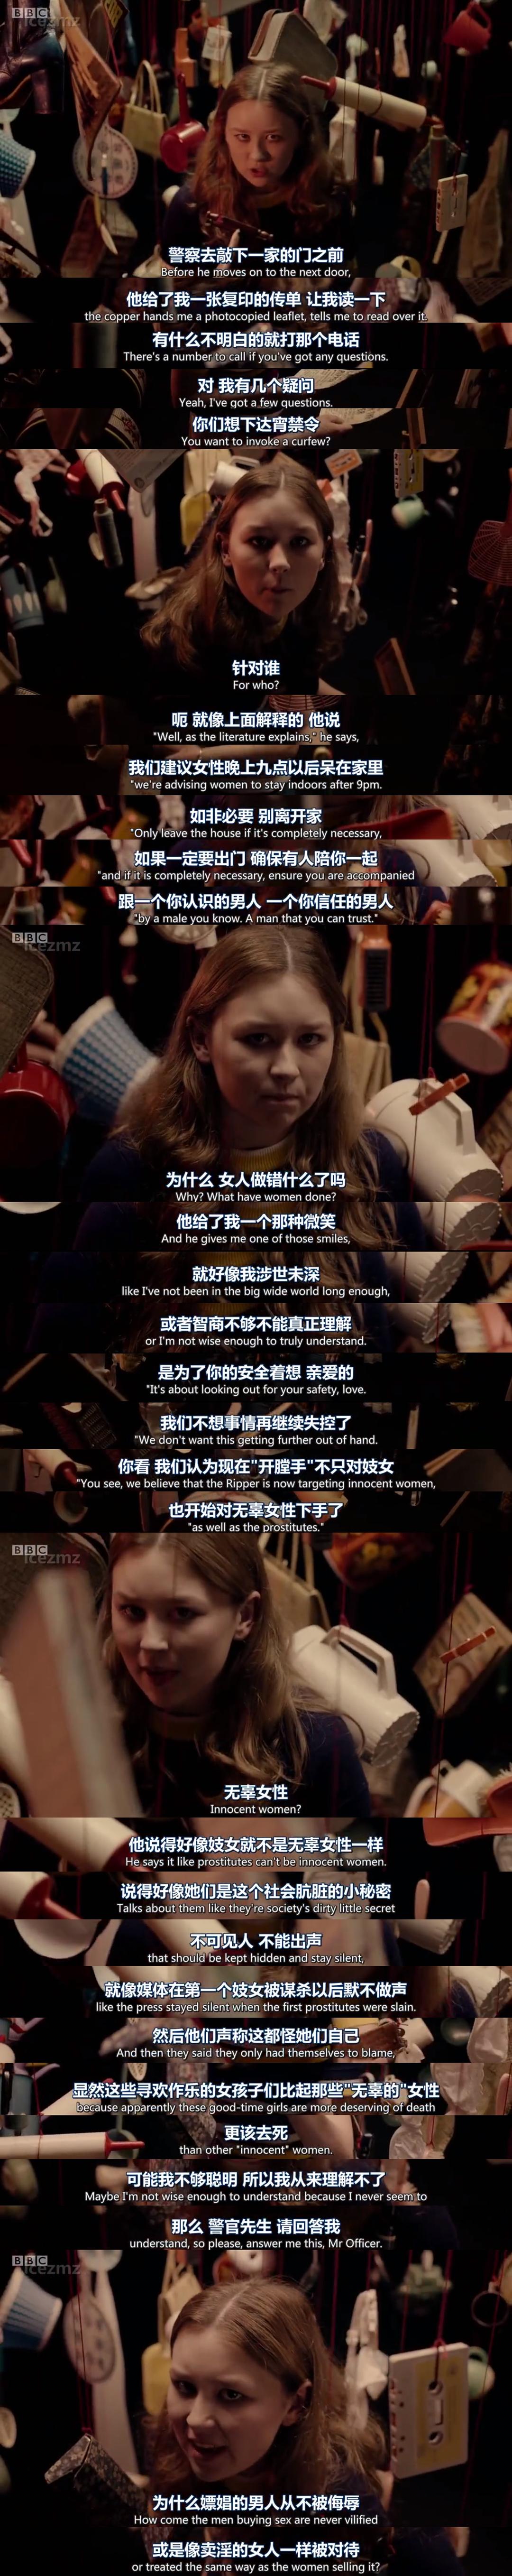 BBC
icezmz
警察去敲下一家的门之前
Before he moves on to the next door,
他给了我一张复印的传单 让我读一下
the copper hands me a photocopied leaflet, tells me to read over it.
有什么不明白的就打那个电话
There's a number to call if you've got any questions.
对 我有几个疑问
Yeah, I've got a few questions.
你们想下达宵禁令
You want to invoke a curfew?
针对谁
For who?
呃 就像上面解释的 他说
"Well, as the literature explains," he says,
我们建议女性晚上九点以后呆在家里
"we're advising women to stay indoors after 9pm.
如非必要 别离开家
"Only leave the house if it's completely necessary,
如果一定要出门 确保有人陪你一起
"and if it is completely necessary, ensure you are accompanied
跟一个你认识的男人 一个你信任的男人
"by a male you know. A man that you can trust."
BBC
icezmz
为什么 女人做错什么了吗
Why? What have women done?
他给了我一个那种微笑
And he gives me one of those smiles,
就好像我涉世未深
like I've not been in the big wide world long enough,
或者智商不够不能真正理解
or I'm not wise enough to truly understand.
是为了你的安全着想 亲爱的
"It's about looking out for your safety, love.
我们不想事情再继续失控了
"We don't want this getting further out of hand.
你看 我们认为现在"开膛手"不只对妓女
"You see, we believe that the Ripper is now targeting innocent women,
也开始对无辜女性下手了
"as well as the prostitutes."
BBC
icezmz
无辜女性
Innocent women?
他说得好像妓女就不是无辜女性一样
He says it like prostitutes can't be innocent women.
说得好像她们是这个社会肮脏的小秘密
Talks about them like they're society's dirty little secret
不可见人 不能出声
that should be kept hidden and stay silent,
就像媒体在第一个妓女被谋杀以后默不做声
like the press stayed silent when the first prostitutes were slain.
然后他们声称这都怪她们自己
And then they said they only had themselves to blame,
显然这些寻欢作乐的女孩子们比起那些"无辜的"女性
because apparently these good-time girls are more deserving of death
更该去死
than other "innocent" women.
可能我不够聪明 所以我从来理解不了
Maybe I'm not wise enough to understand because I never seem to
那么 警官先生 请回答我
understand, so please, answer me this, Mr Officer.
BBC
icezmz
为什么嫖娼的男人从不被侮辱
How come the men buying sex are never vilified
或是像卖淫的女人一样被对待
or treated the same way as the women selling it?